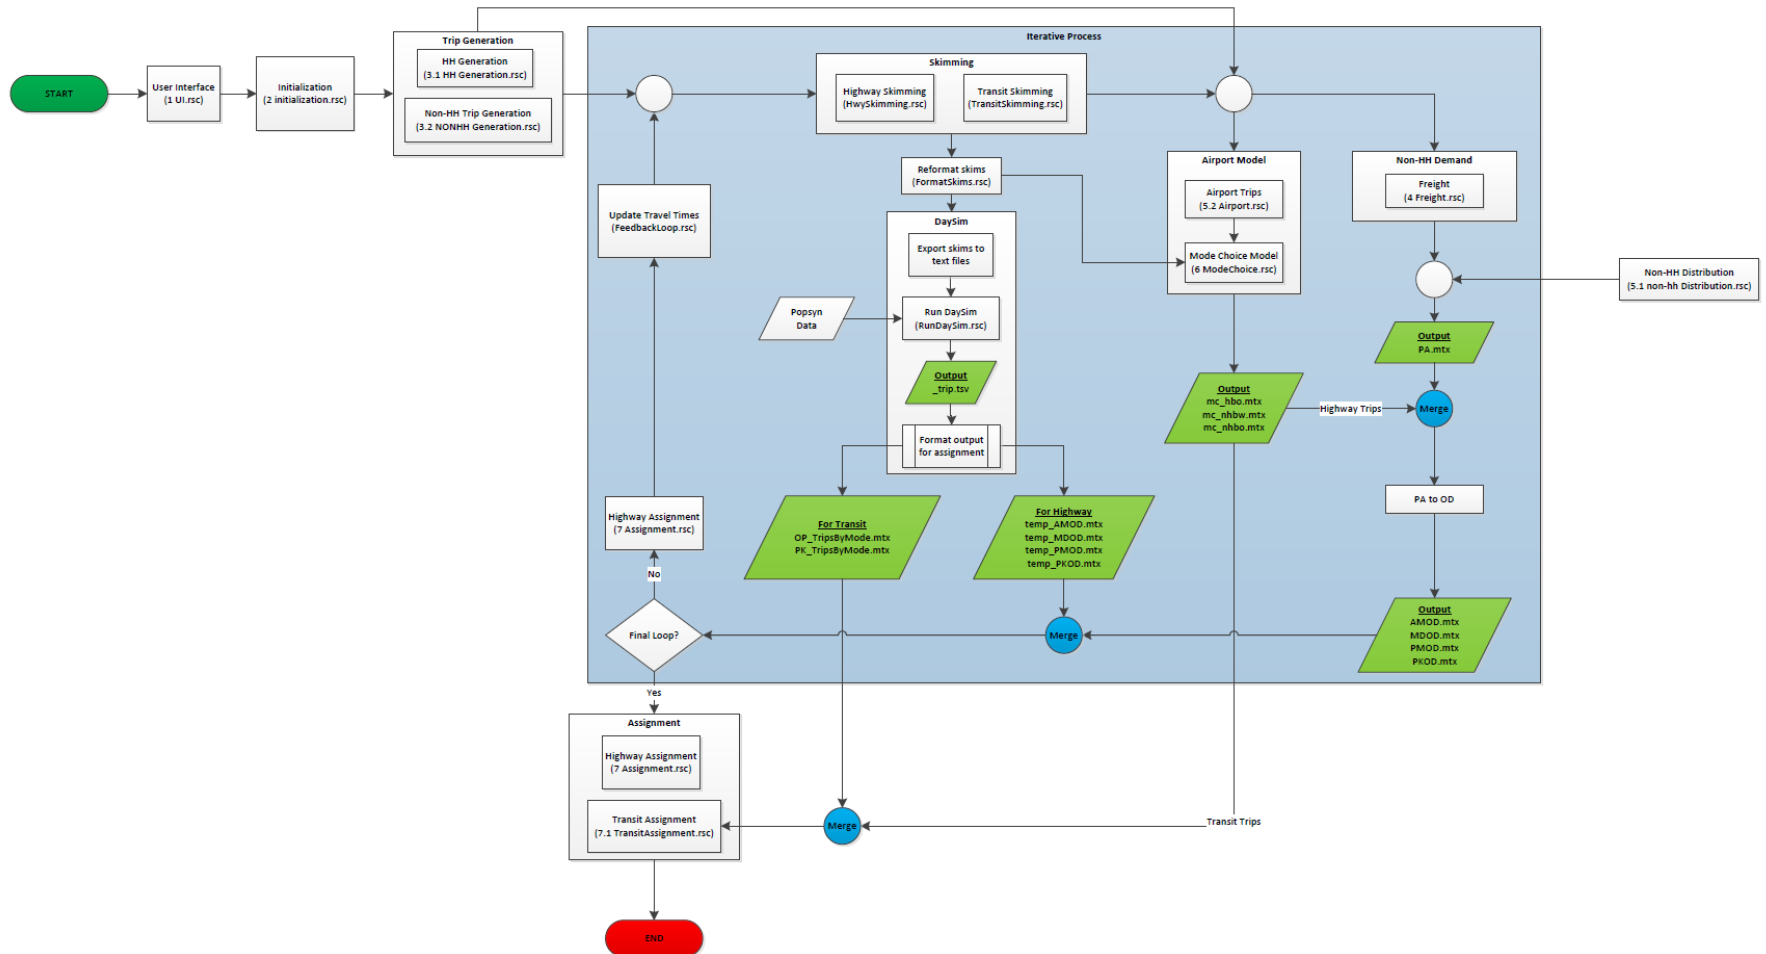 Iterative Process
START
User Interface
(1 UI.rsc)
Initialization
(2 initialization.rsc)
Trip Generation
HH Generation
(3.1 HH Generation.rsc)
Non-HH Trip Generation
(3.2 NONHH Generation.rsc)
Skimming
Highway Skimming
(HwySkimming.rsc)
Transit Skimming
(TransitSkimming.rsc)
Reformat skims
(FormatSkims.rsc)
Airport Model
Airport Trips
(5.2 Airport.rsc)
Mode Choice Model
(6 ModeChoice.rsc)
Non-HH Demand
Freight
(4 Freight.rsc)
Non-HH Distribution
(5.1 non-hh Distribution.rsc)
Update Travel Times
(FeedbackLoop.rsc)
DaySim
Export skims to
text files
Popsyn
Data
Run DaySim
(RunDaySim.rsc)
Output
_trip.tsv
Format output
for assignment
Output
PA.mtx
Output
mc_hbo.mtx
mc_nhbw.mtx
mc_nhbo.mtx
Highway Trips
Merge
PA to OD
Highway Assignment
(7 Assignment.rsc)
For Transit
OP_TripsByMode.mtx
PK_TripsByMode.mtx
For Highway
temp_AMOD.mtx
temp_MDOD.mtx
temp_PMOD.mtx
temp_PKOD.mtx
No
Final Loop?
Merge
Output
AMOD.mtx
MDOD.mtx
PMOD.mtx
PKOD.mtx
Yes
Assignment
Highway Assignment
(7 Assignment.rsc)
Transit Assignment
(7.1 TransitAssignment.rsc)
Merge
Transit Trips
END